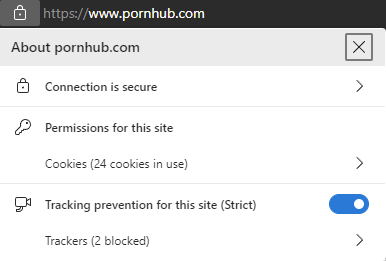 https://www.pornhub.com
About pornhub.com
Connection is secure
Permissions for this site
Cookies (24 cookies in use)
Tracking prevention for this site (Strict)
Trackers (2 blocked)